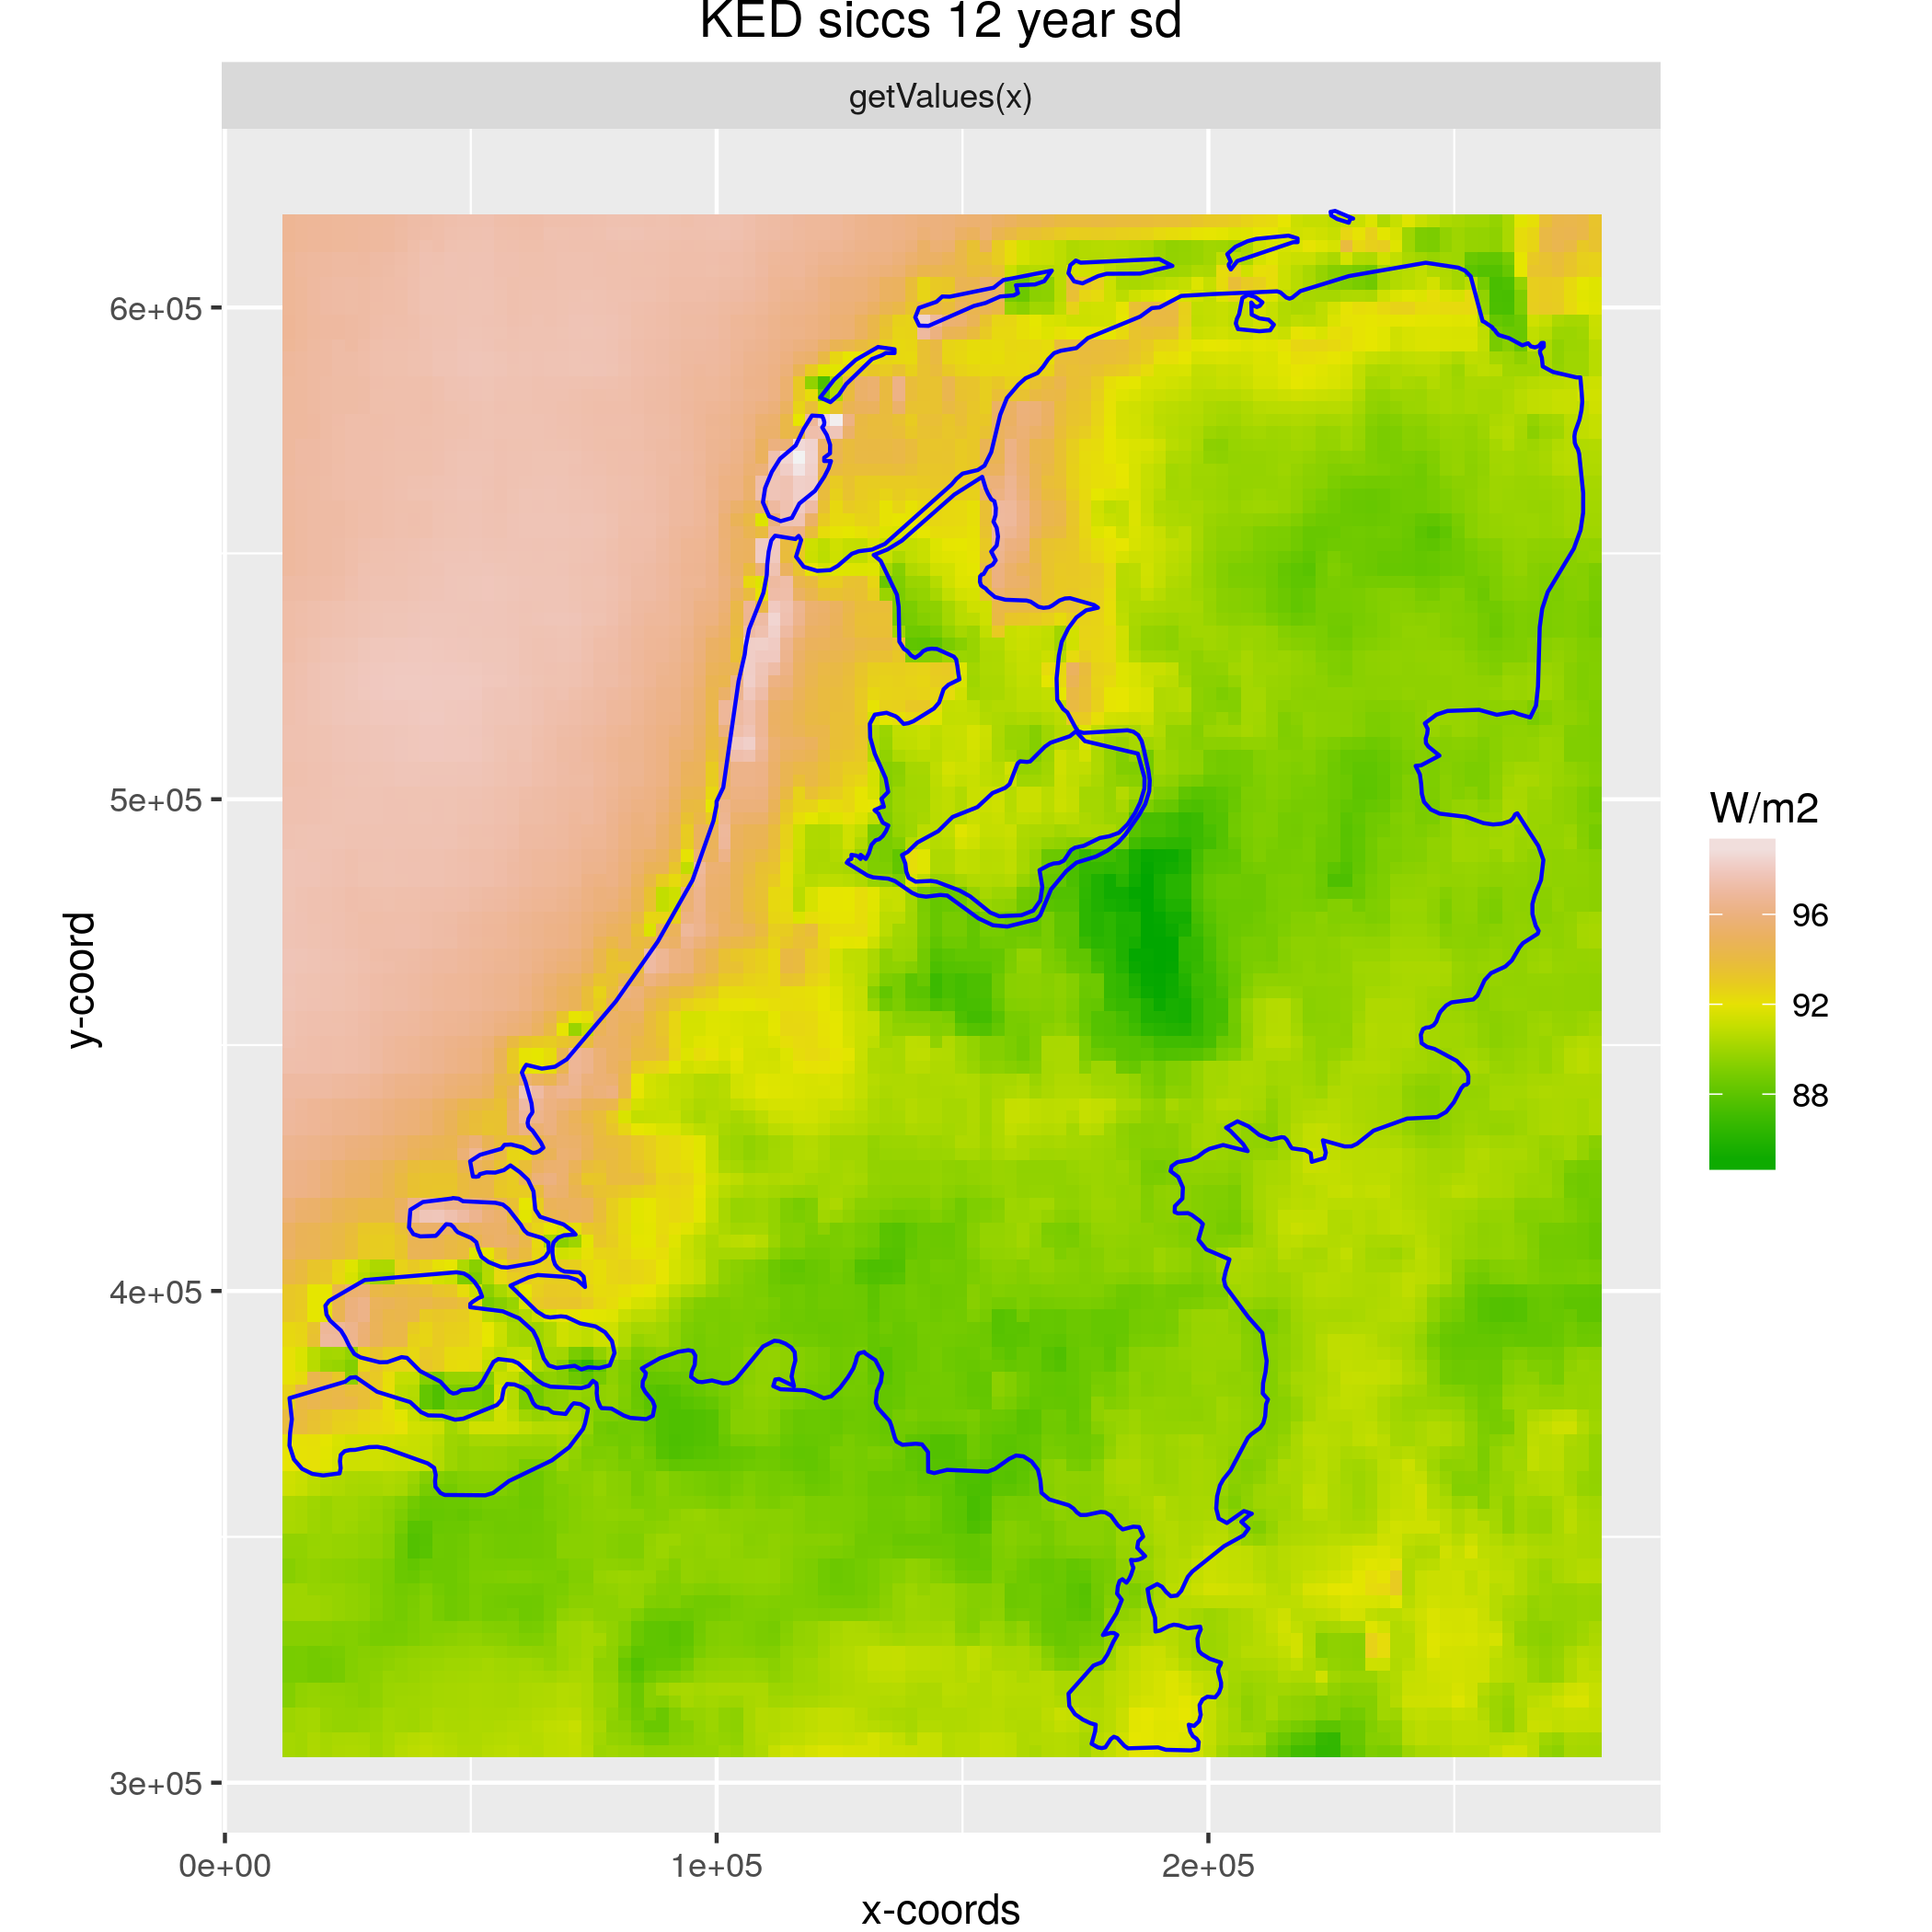 KED siccs 12 year sd
getValues(x)
6e+05
5e+05
4e+05
3e+05
y-coord
0e+00
1e+05
2e+05
x-coords
W/m2
96
92
88